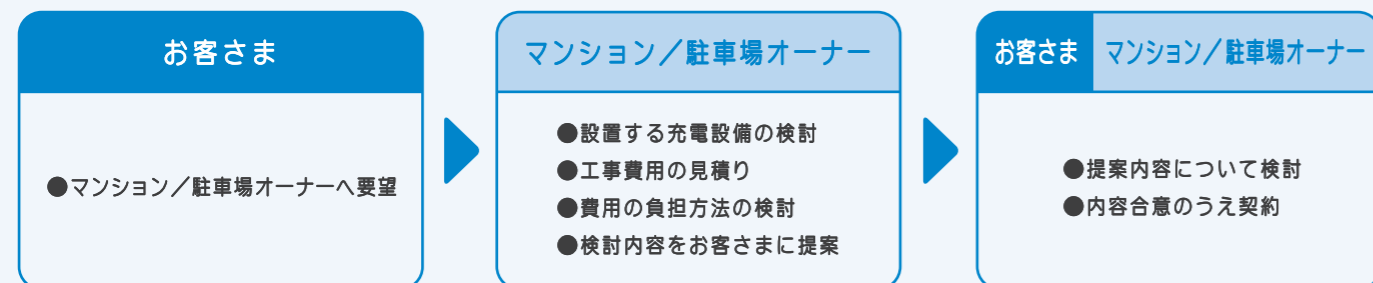 お客さま
●マンション／駐車場オーナーへ要望
マンション／駐車場オーナー
●設置する充電設備の検討
●工事費用の見積り
●費用の負担方法の検討
●検討内容をお客さまに提案
お客さま マンション／駐車場オーナー
●提案内容について検討
●内容合意のうえ契約